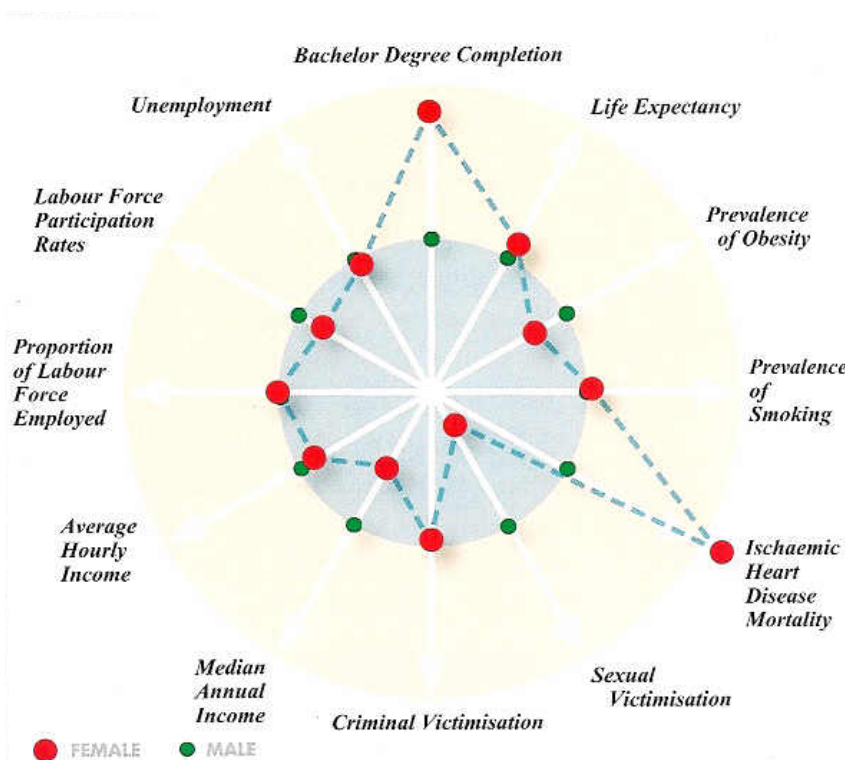 Bachelor Degree Completion
Unemployment
Life Expectancy
Labour Force
Participation
Rates
Prevalence
of Obesity
Proportion
of Labour
Force
Employed
Prevalence
of
Smoking
Average
Hourly
Income
Ischaemic
Heart
Disease
Mortality
Median
Annual
Income
Criminal Victimisation
Sexual
Victimisation
FEMALE
MALE